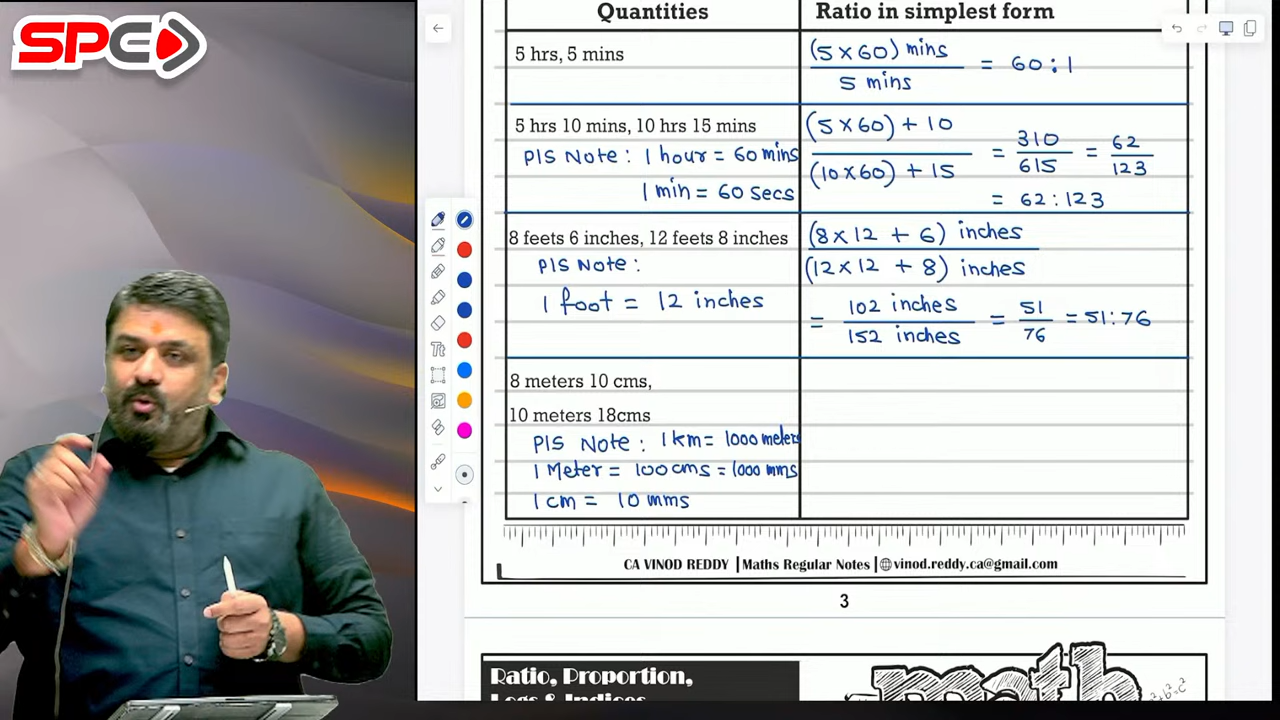 SPC
Quantities
Ratio in simplest form
5 hrs, 5 mins
(5 x 60) mins
5 mins
= 60 : 1
5 hrs 10 mins, 10 hrs 15 mins
PlS Note : 1 hour = 60 mins
1 min = 60 secs
(5 x 60) + 10
(10 x 60) + 15
= 310
615
= 62
123
= 62 : 123
8 feets 6 inches, 12 feets 8 inches
PlS Note :
1 foot = 12 inches
(8 x 12 + 6) inches
(12 x 12 + 8) inches
= 102 inches
152 inches
= 51
76
= 51 : 76
8 meters 10 cms,
10 meters 18cms
PlS Note : 1 km = 1000 meters
1 Meter = 100 cms = 1000 mms
1 cm = 10 mms
CA VINOD REDDY | Maths Regular Notes | vinod.reddy.ca@gmail.com
3
Ratio, Proportion,
Logs & Indices
math
Tt